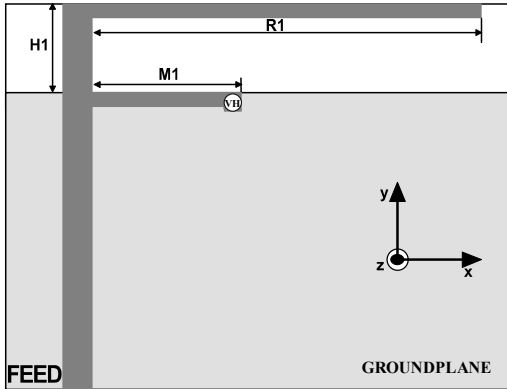 R1
H1
M1
VH
y
z
x
FEED
GROUNDPLANE